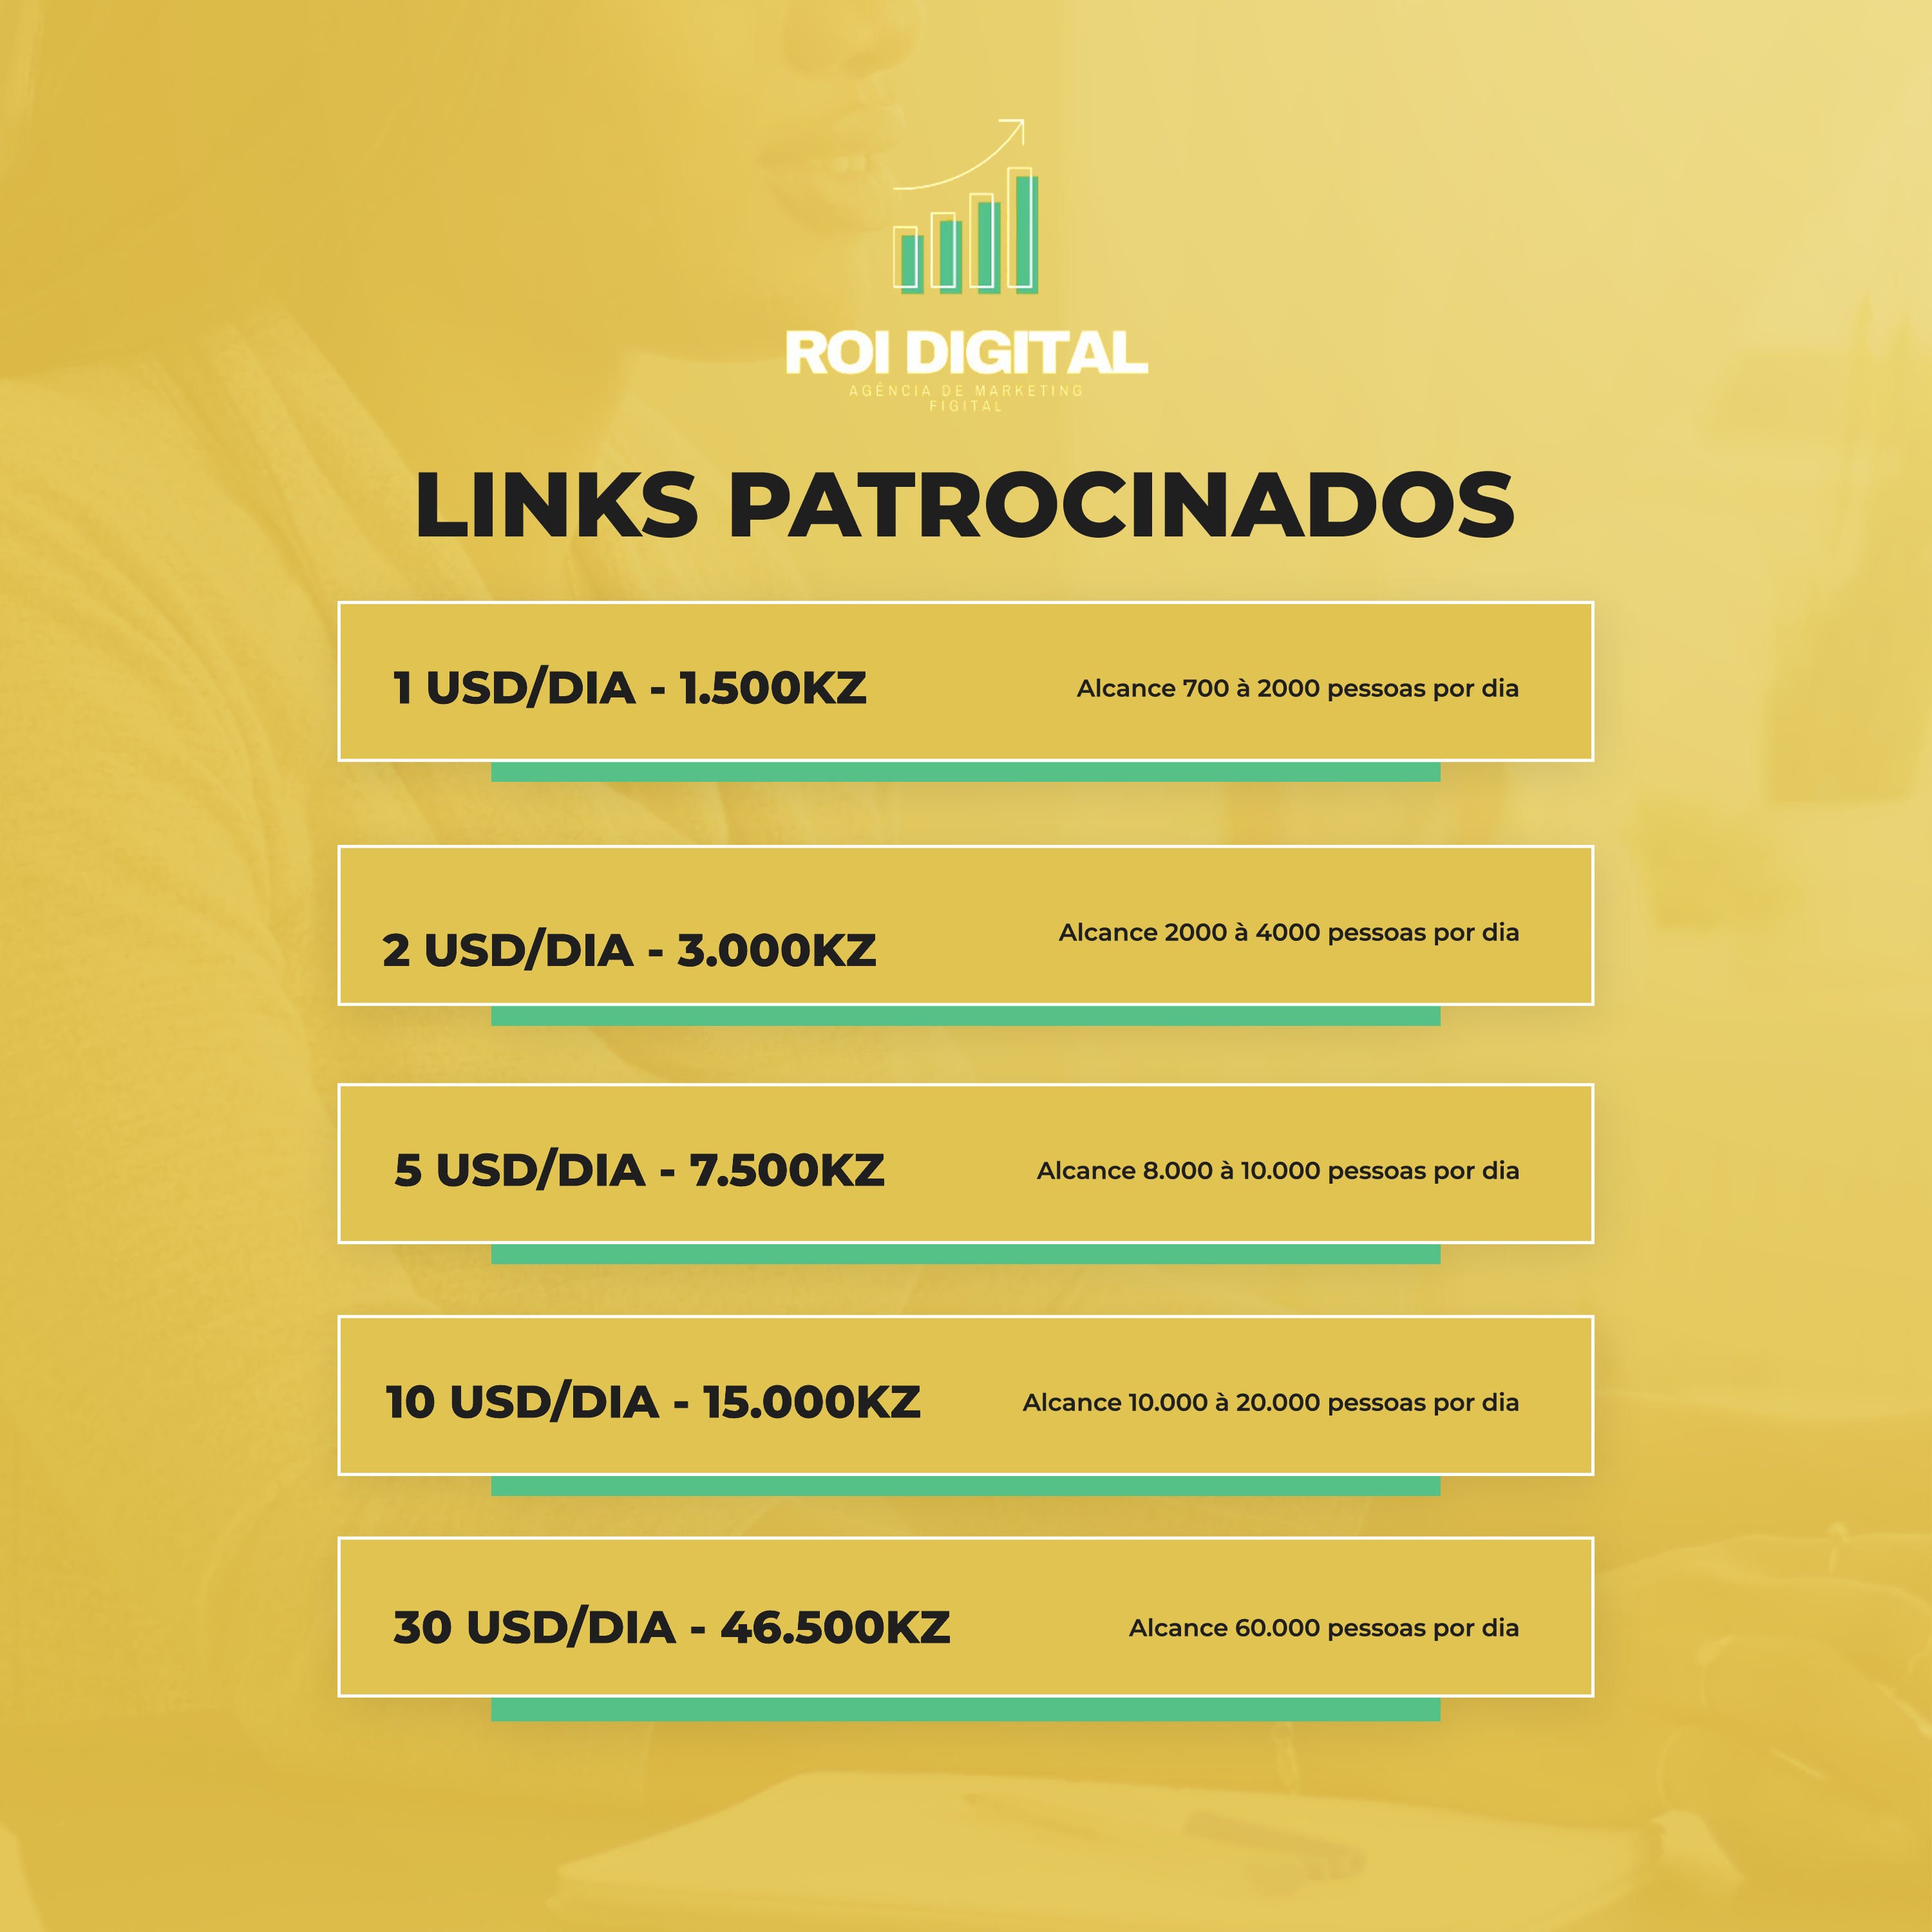 ROI DIGITAL
AGÊNCIA DE MARKETING
FIGITAL
LINKS PATROCINADOS
1 USD/DIA - 1.500KZ
Alcance 700 à 2000 pessoas por dia
2 USD/DIA - 3.000KZ
Alcance 2000 à 4000 pessoas por dia
5 USD/DIA - 7.500KZ
Alcance 8.000 à 10.000 pessoas por dia
10 USD/DIA - 15.000KZ
Alcance 10.000 à 20.000 pessoas por dia
30 USD/DIA - 46.500KZ
Alcance 60.000 pessoas por dia